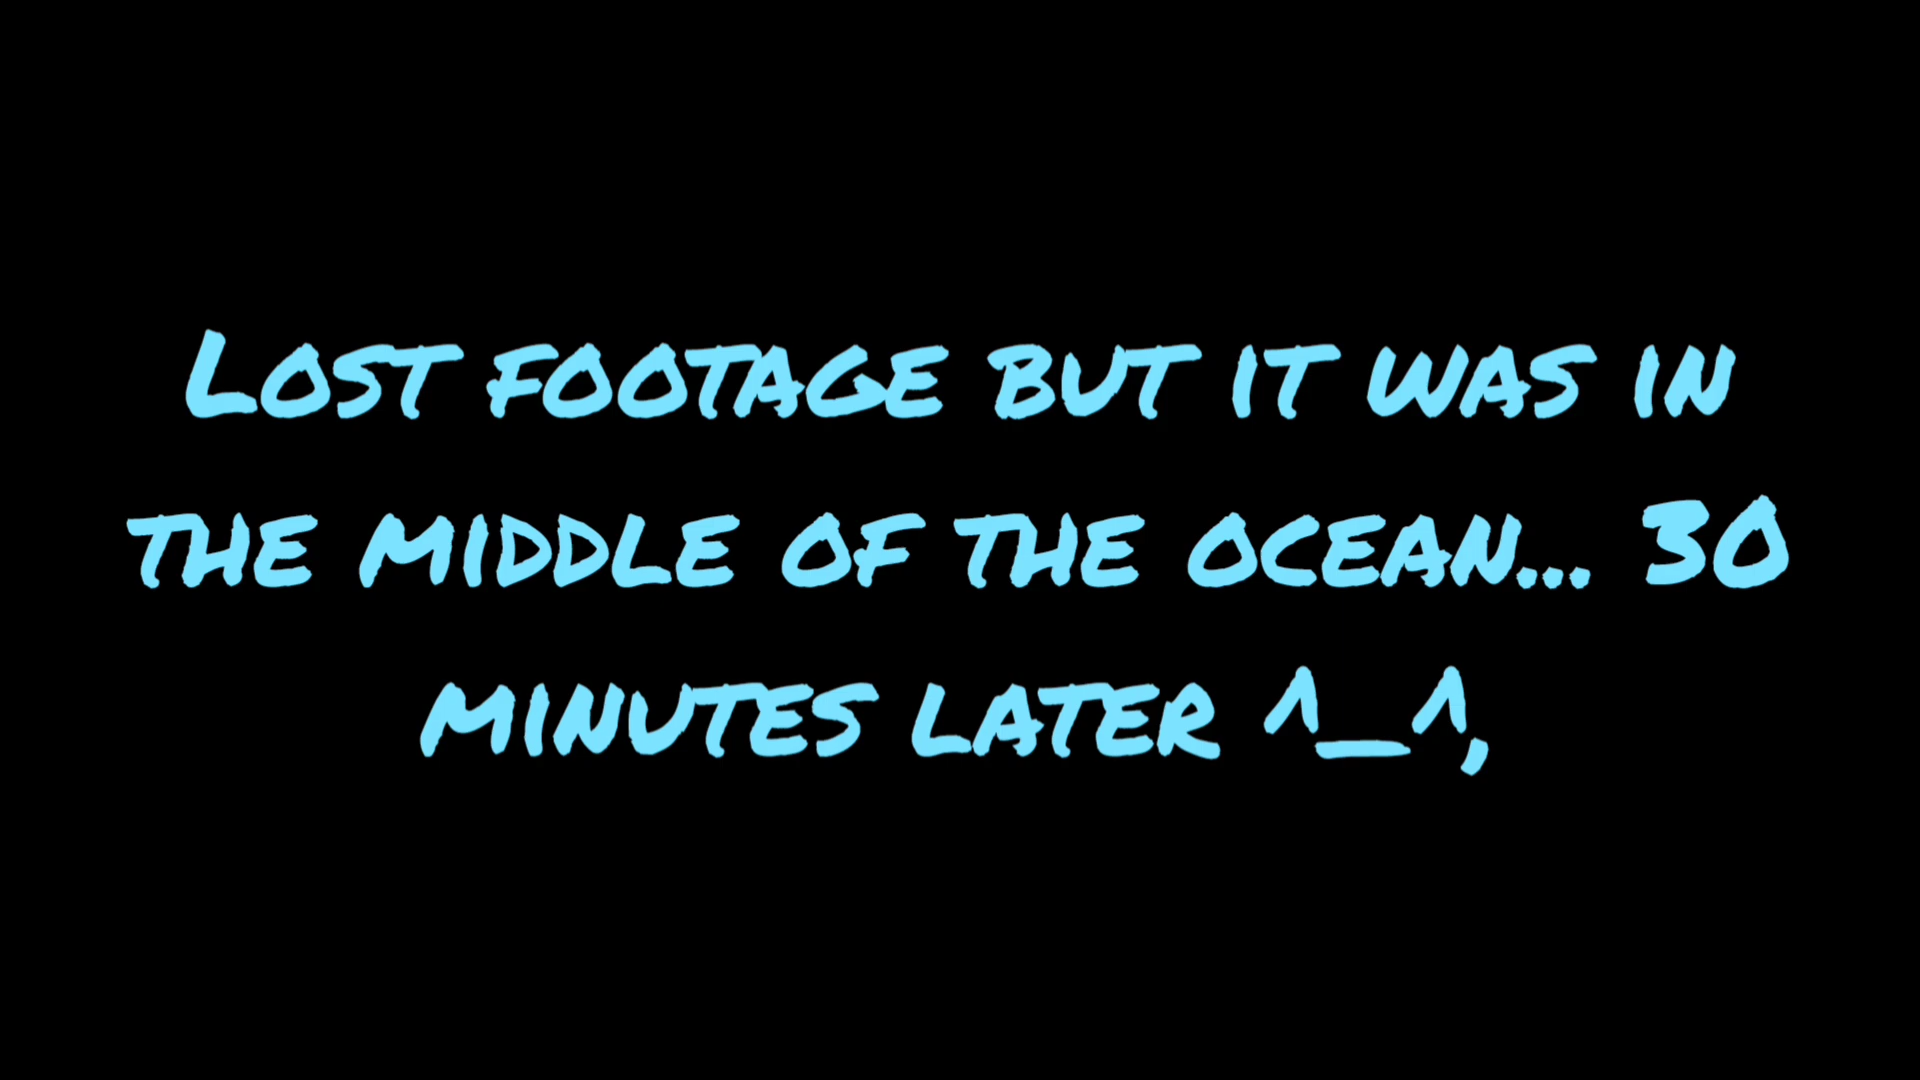 Lost footage but it was in
the middle of the ocean... 30
minutes later ^_^,